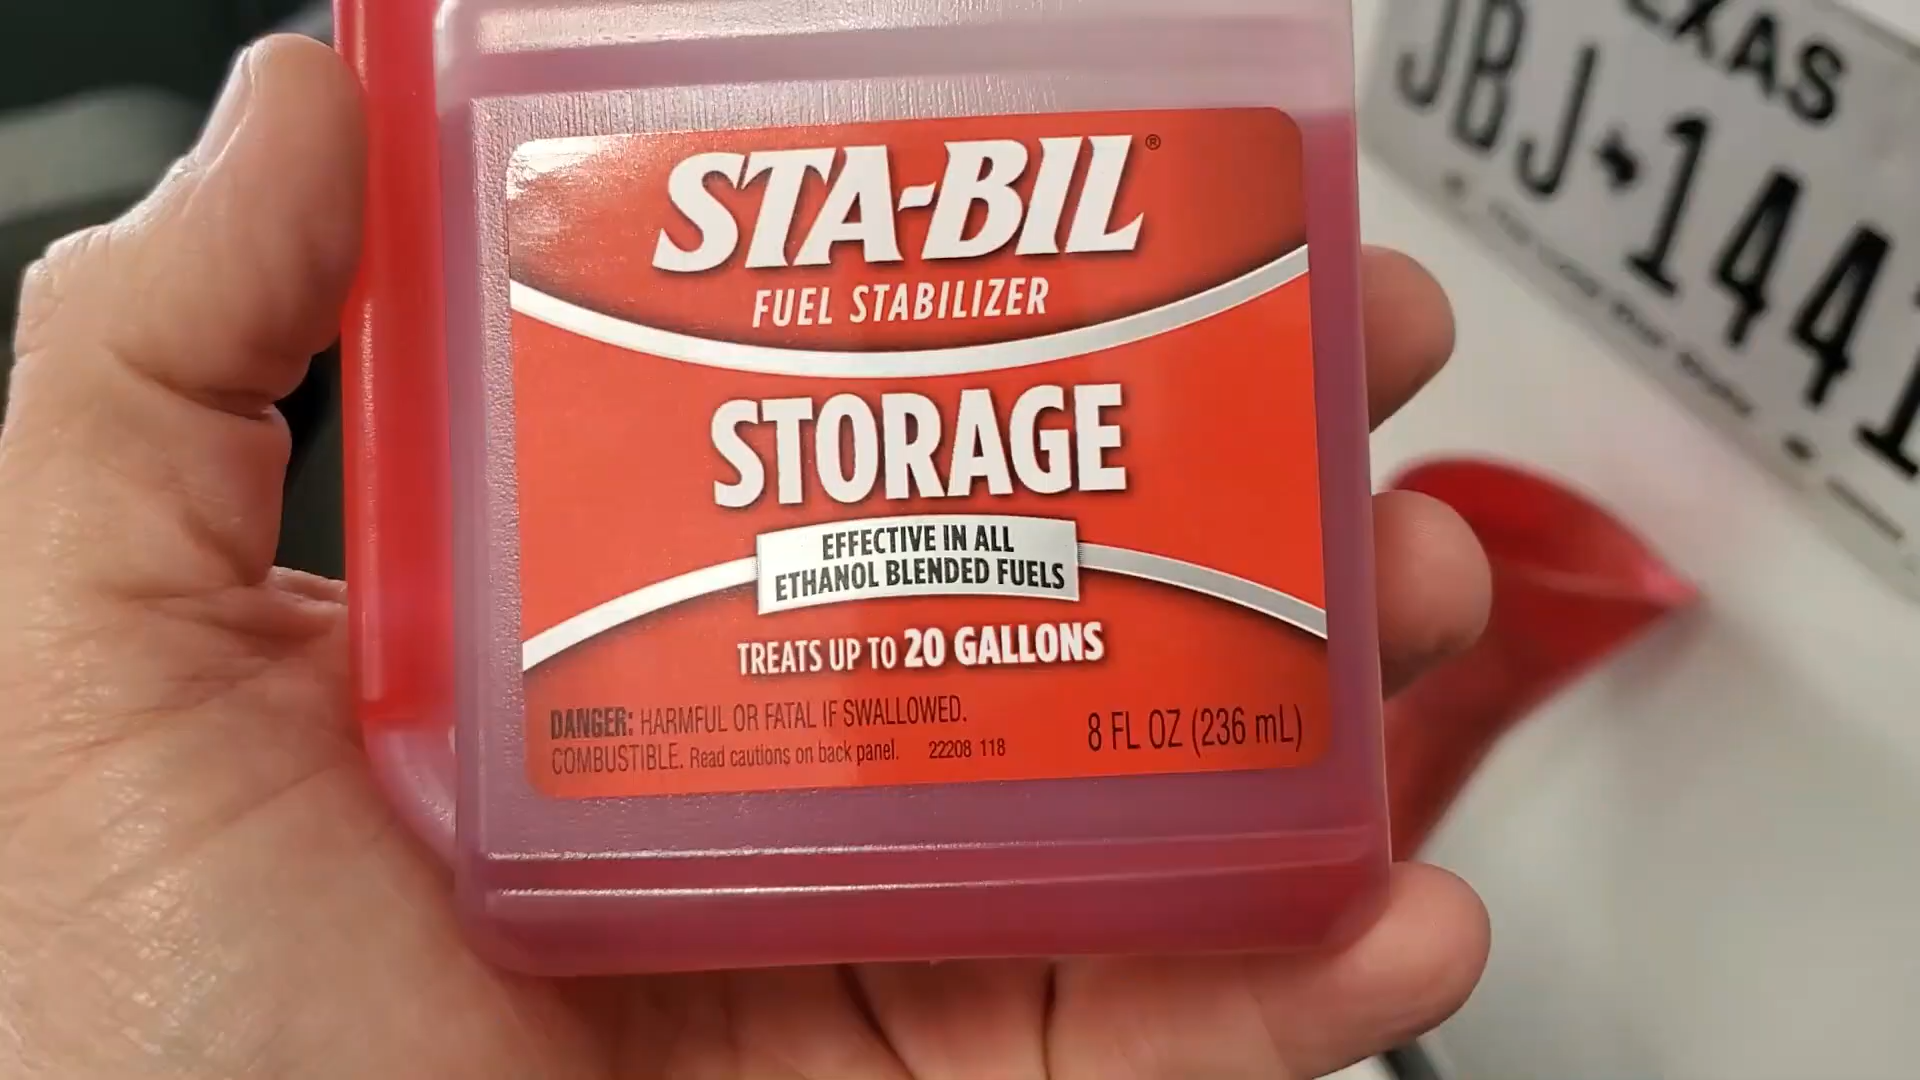 STA-BIL®
FUEL STABILIZER
STORAGE
EFFECTIVE IN ALL
ETHANOL BLENDED FUELS
TREATS UP TO 20 GALLONS
DANGER: HARMFUL OR FATAL IF SWALLOWED.
COMBUSTIBLE. Read cautions on back panel. 22208 118
8 FL OZ (236 mL)
JBJ 1441